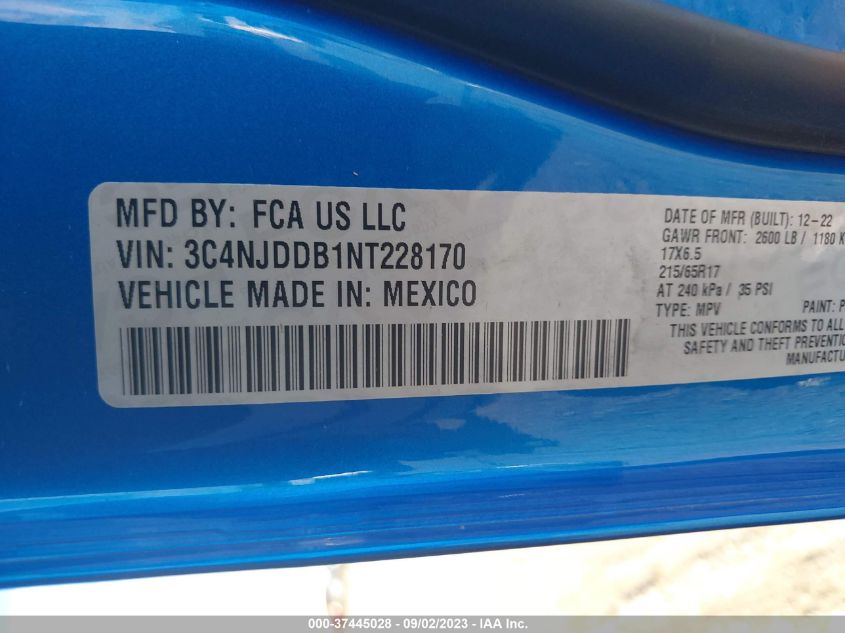 MFD BY: FCA US LLC
VIN: 3C4NJDDB1NT228170
VEHICLE MADE IN: MEXICO
DATE OF MFR (BUILT): 12-22
GAWR FRONT: 2600 LB / 1180 K
17X6.5
215/65R17
AT 240 kPa / 35 PSI
TYPE: MPV PAINT: P
THIS VEHICLE CONFORMS TO ALL
SAFETY AND THEFT PREVENTIO
MANUFACTU
000-37445028 - 09/02/2023 - IAA Inc.